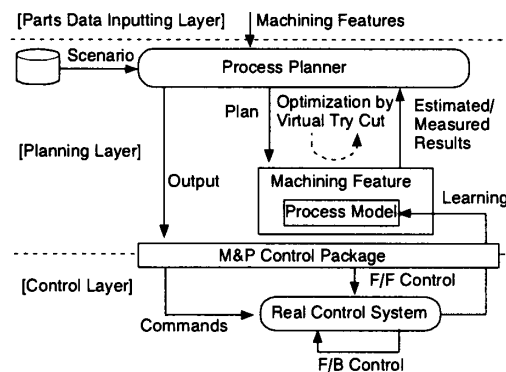 [Parts Data Inputting Layer]
Machining Features
Scenario
Process Planner
Plan
Optimization by
Virtual Try Cut
Estimated/
Measured
Results
[Planning Layer]
Output
Machining Feature
Process Model
Learning
M&P Control Package
[Control Layer]
F/F Control
Commands
Real Control System
F/B Control